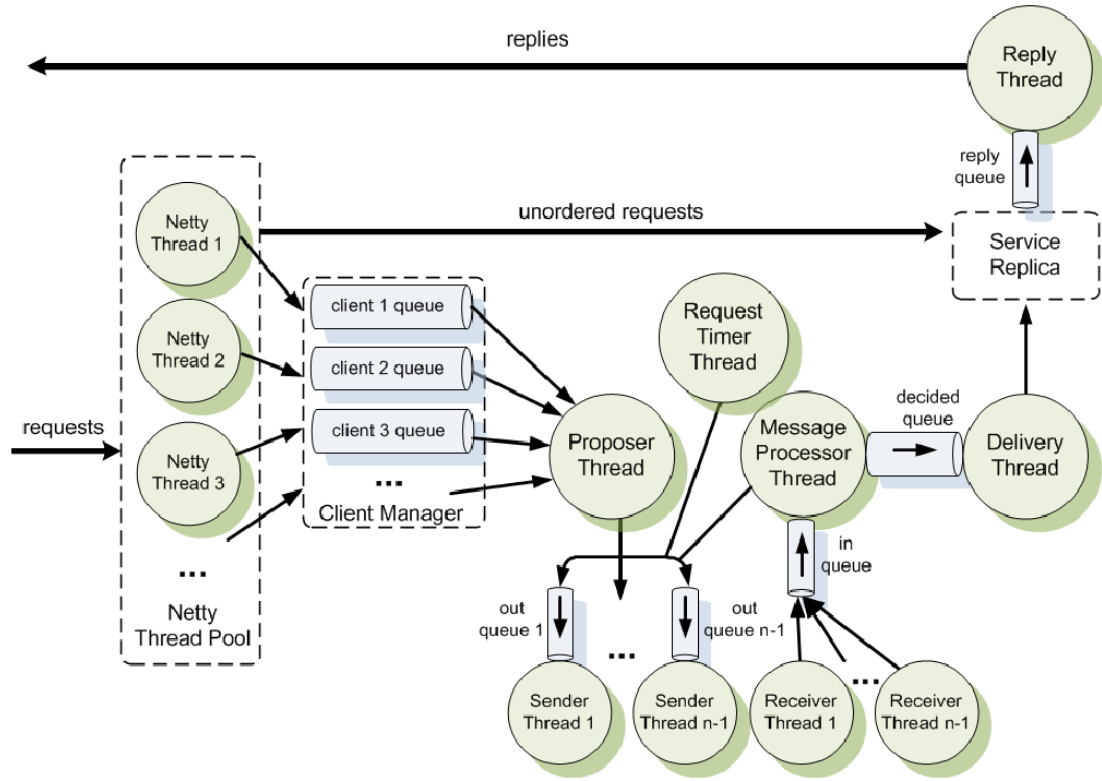 replies
Reply
Thread
reply
queue
unordered requests
Service
Replica
Netty
Thread 1
Netty
Thread 2
Netty
Thread 3
...
Netty
Thread Pool
requests
client 1 queue
client 2 queue
client 3 queue
...
Client Manager
Proposer
Thread
Request
Timer
Thread
Message
Processor
Thread
decided
queue
Delivery
Thread
in
queue
out
queue 1
...
out
queue n-1
Sender
Thread 1
Sender
Thread n-1
Receiver
Thread 1
...
Receiver
Thread n-1